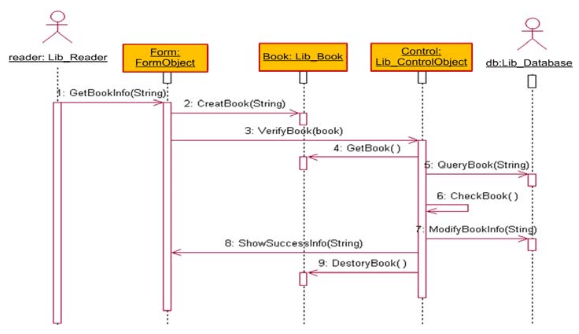 reader: Lib_Reader
Form:
FormObject
Book: Lib_Book
Control:
Lib_ControlObject
db:Lib_Database
1: GetBookInfo(String)
2: CreatBook(String)
3: VerifyBook(book)
4: GetBook( )
5: QueryBook(String)
6: CheckBook( )
7: ModifyBookInfo(String)
8: ShowSuccessInfo(String)
9: DestoryBook( )